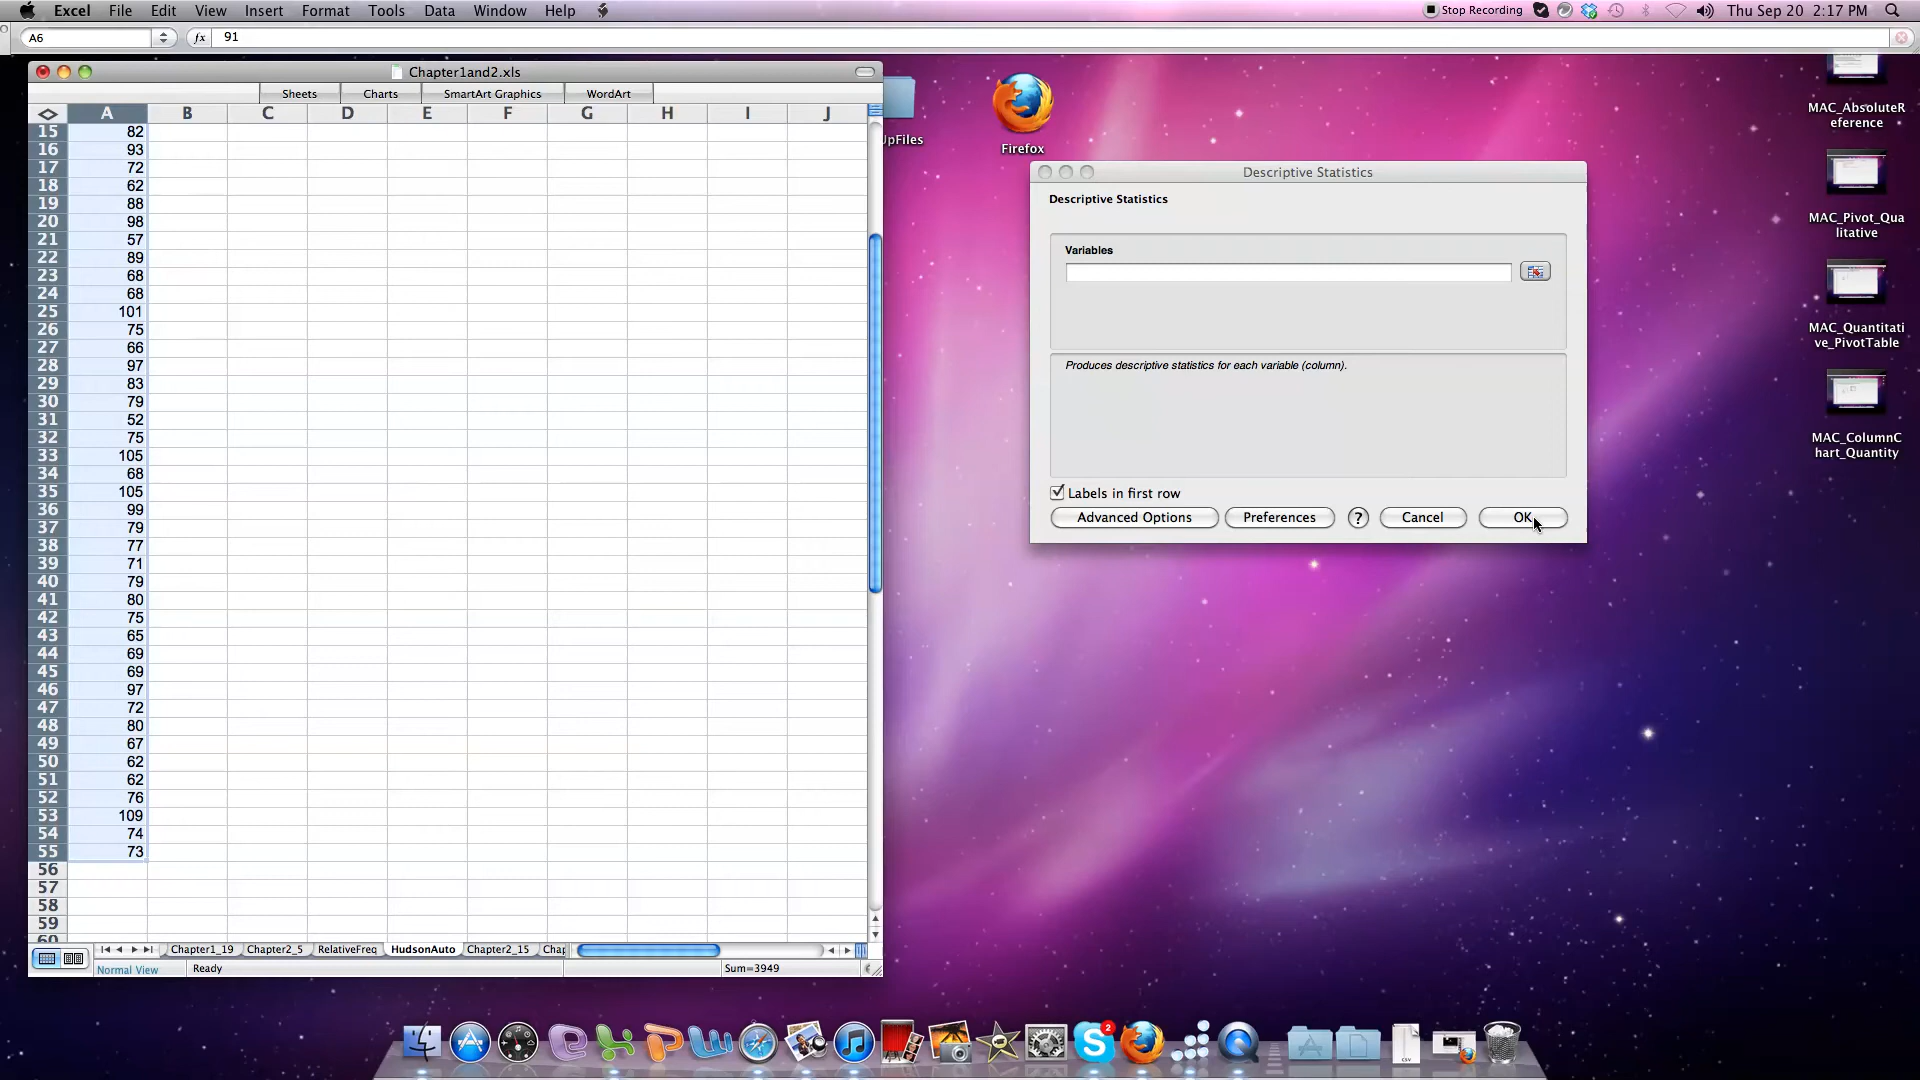 Excel File Edit View Insert Format Tools Data Window Help
Stop Recording
Thu Sep 20 2:17 PM
A6
fx 91
Chapter1and2.xls
Sheets Charts SmartArt Graphics WordArt
A B C D E F G H I J
15 82
16 93
17 72
18 62
19 88
20 98
21 57
22 89
23 68
24 68
25 101
26 75
27 66
28 97
29 83
30 79
31 52
32 75
33 105
34 68
35 105
36 99
37 79
38 77
39 71
40 79
41 80
42 75
43 65
44 69
45 69
46 97
47 72
48 80
49 67
50 62
51 62
52 76
53 109
54 74
55 73
56
57
58
59
60
Chapter1_19 Chapter2_5 RelativeFreq HudsonAuto Chapter2_15 Chap
Normal View
Ready
Sum=3949
UpFiles
Firefox
Descriptive Statistics
Descriptive Statistics
Variables
Produces descriptive statistics for each variable (column).
Labels in first row
Advanced Options Preferences ? Cancel OK
MAC_AbsoluteR
eference
MAC_Pivot_Qua
litative
MAC_Quantitati
ve_PivotTable
MAC_ColumnC
hart_Quantity
2
CSV